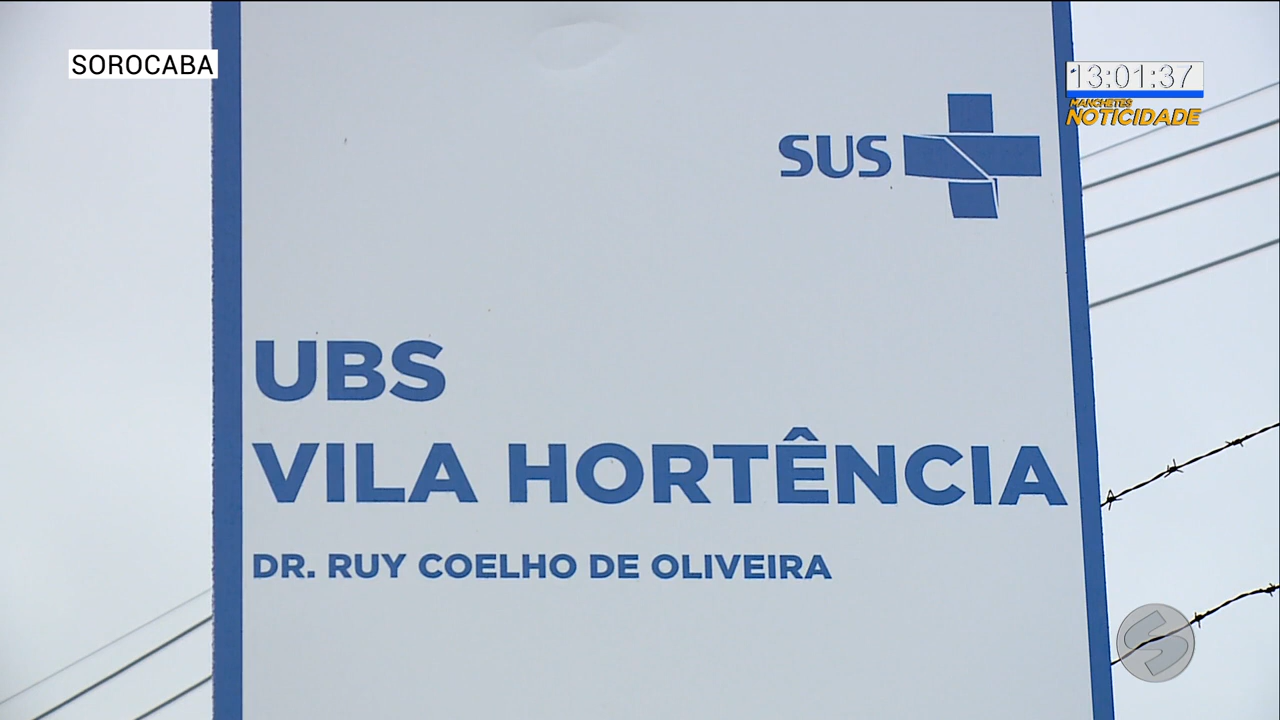 SOROCABA
13:01:37
MANCHETES
NOTICIDADE
SUS
UBS
VILA HORTÊNCIA
DR. RUY COELHO DE OLIVEIRA
S